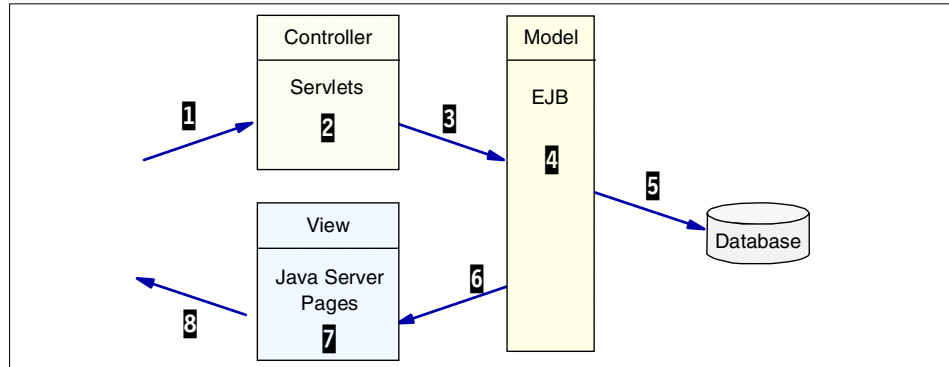 Controller
Servlets
1
2
3
Model
EJB
4
5
Database
View
Java Server
Pages
6
7
8